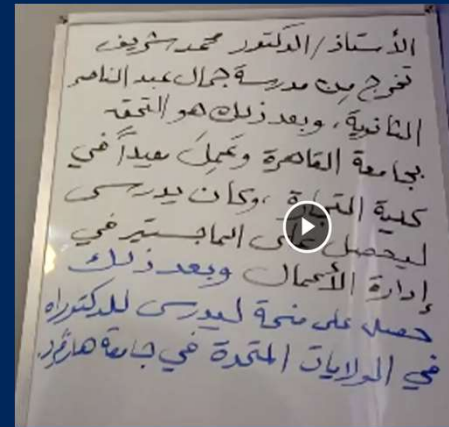 الأستاذ/الدكتور محمد شريف
تخرج من مدرسة جمال عبد الناصر
الثانوية، وبعد ذلك هو التحق
بجامعة القاهرة وعَمِلَ معيداً في
كلية التجارة، وكان يدرس
ليحصل على الماجستير في
إدارة الأعمال وبعد ذلك
حصل على منحة ليدرس للدكتوراه
في الولايات المتحدة في جامعة هارڤرد.